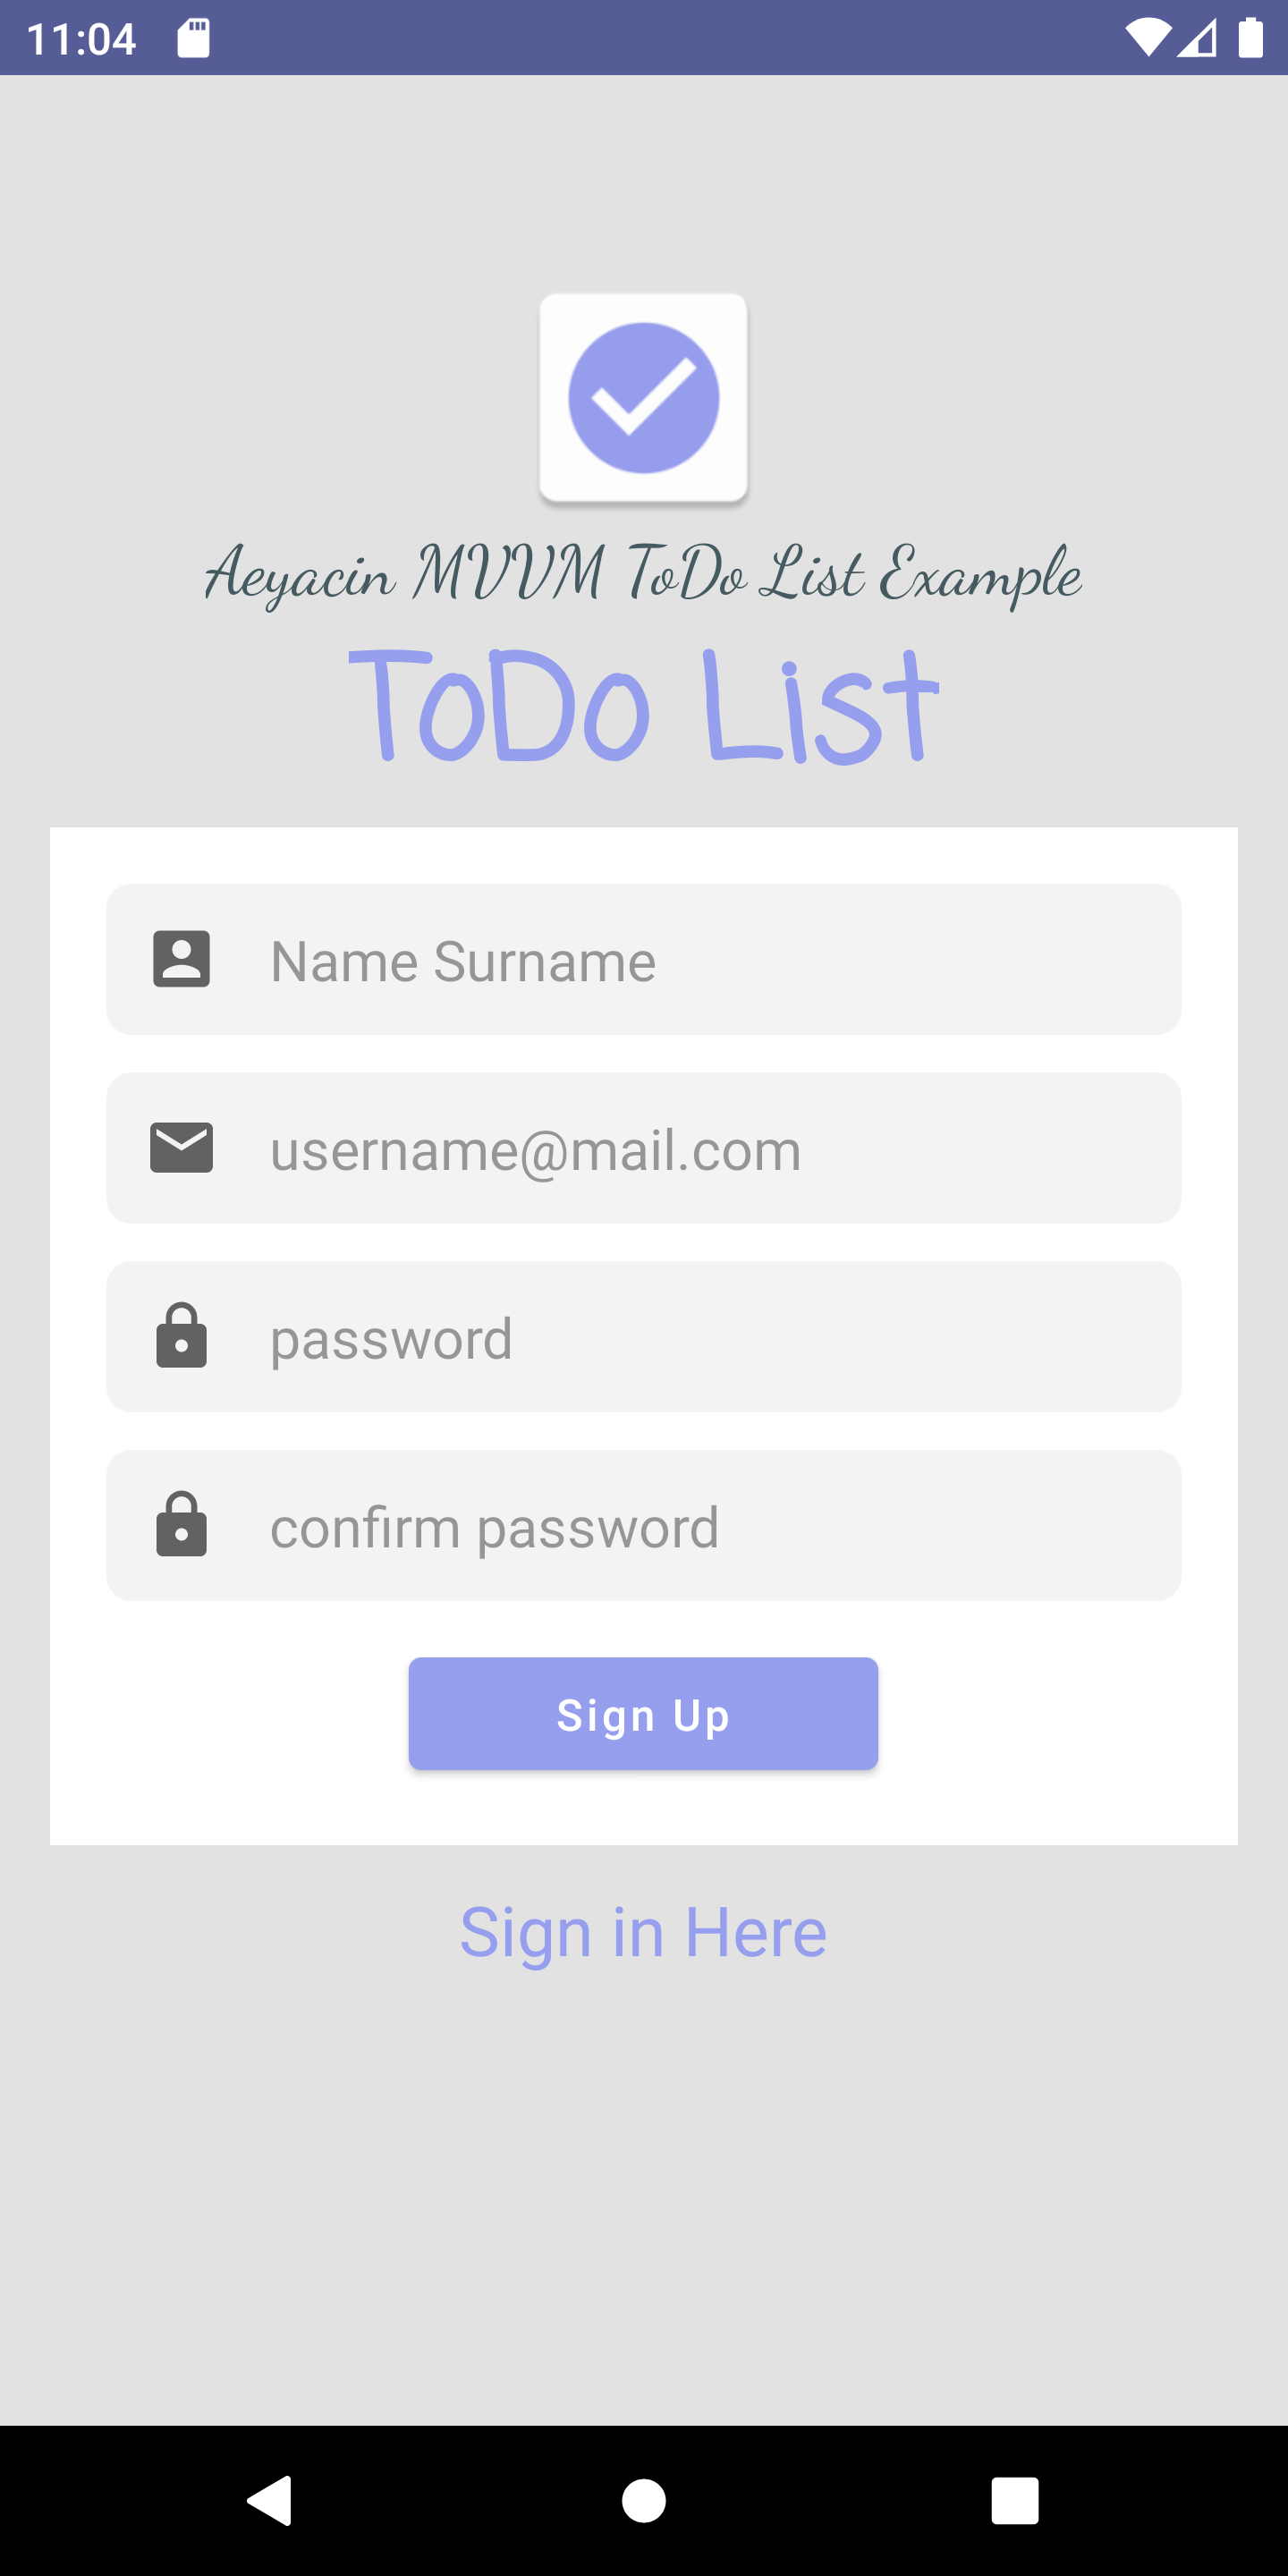 11:04
Aeyacin MVVM ToDo List Example
ToDo List
Name Surname
username@mail.com
password
confirm password
Sign Up
Sign in Here